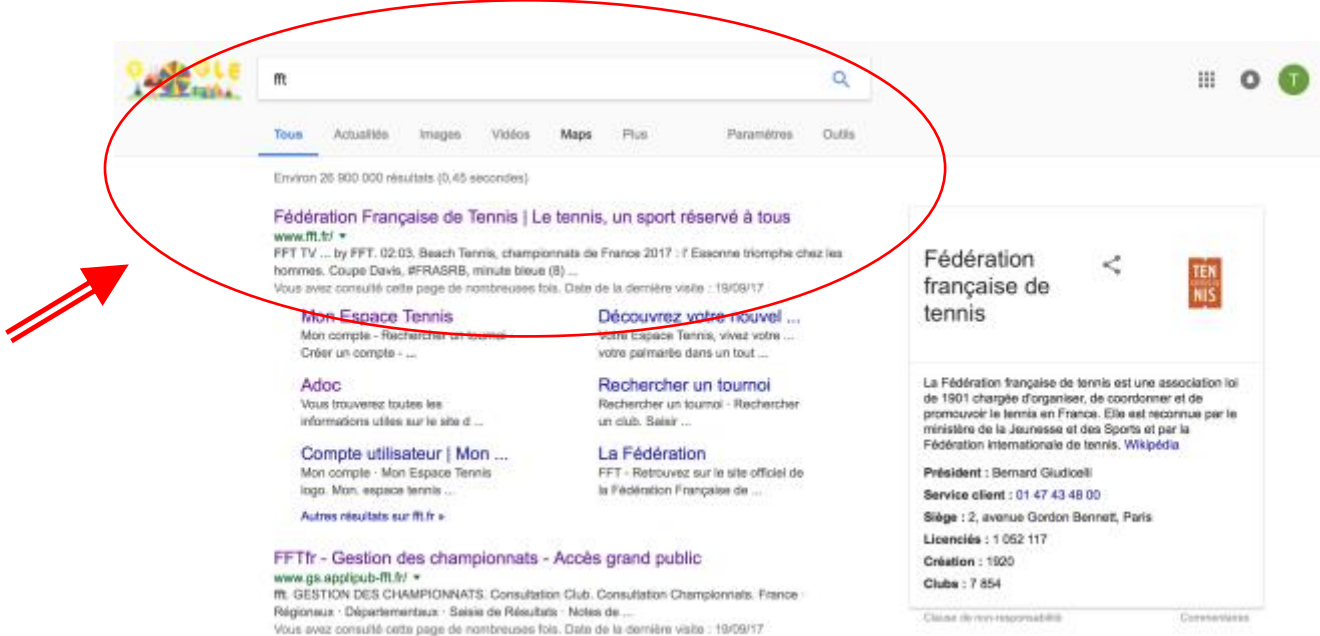 GOOGLE
fft
Tous Actualités Images Vidéos Maps Plus Paramètres Outils
T
Environ 26 900 000 résultats (0,45 secondes)
Fédération Française de Tennis | Le tennis, un sport réservé à tous
www.fft.fr/
FFT TV ... by FFT. 02:03. Beach Tennis, championnats de France 2017 : l' Essonne triomphe chez les
hommes. Coupe Davis, #FRASRB, minute bleue (8) ...
Vous avez consulté cette page de nombreuses fois. Date de la dernière visite : 19/09/17
Mon Espace Tennis
Mon compte - Rechercher un tournoi -
Créer un compte - ...
Découvrez votre nouvel ...
Votre Espace Tennis, vivez votre ...
votre palmarès dans un tout ...
Adoc
Vous trouverez toutes les
informations utiles sur le site d ...
Rechercher un tournoi
Rechercher un tournoi · Rechercher
un club. Saisir ...
Compte utilisateur | Mon ...
Mon compte · Mon Espace Tennis
logo. Mon. espace tennis ...
La Fédération
FFT - Retrouvez sur le site officiel de
la Fédération Française de ...
Autres résultats sur fft.fr »
FFTfr - Gestion des championnats - Accès grand public
www.gs.applipub-fft.fr/
fft. GESTION DES CHAMPIONNATS. Consultation Club. Consultation Championnats. France ·
Régionaux · Départementaux · Saisie de Résultats · Notes de ...
Vous avez consulté cette page de nombreuses fois. Date de la dernière visite : 19/09/17
Fédération
française de
tennis
TEN
NIS
La Fédération française de tennis est une association loi
de 1901 chargée d'organiser, de coordonner et de
promouvoir le tennis en France. Elle est reconnue par le
ministère de la Jeunesse et des Sports et par la
Fédération internationale de tennis. Wikipédia
Président : Bernard Giudicelli
Service client : 01 47 43 48 00
Siège : 2, avenue Gordon Bennett, Paris
Licenciés : 1 052 117
Création : 1920
Clubs : 7 854
Clause de non-responsabilité Commentaires